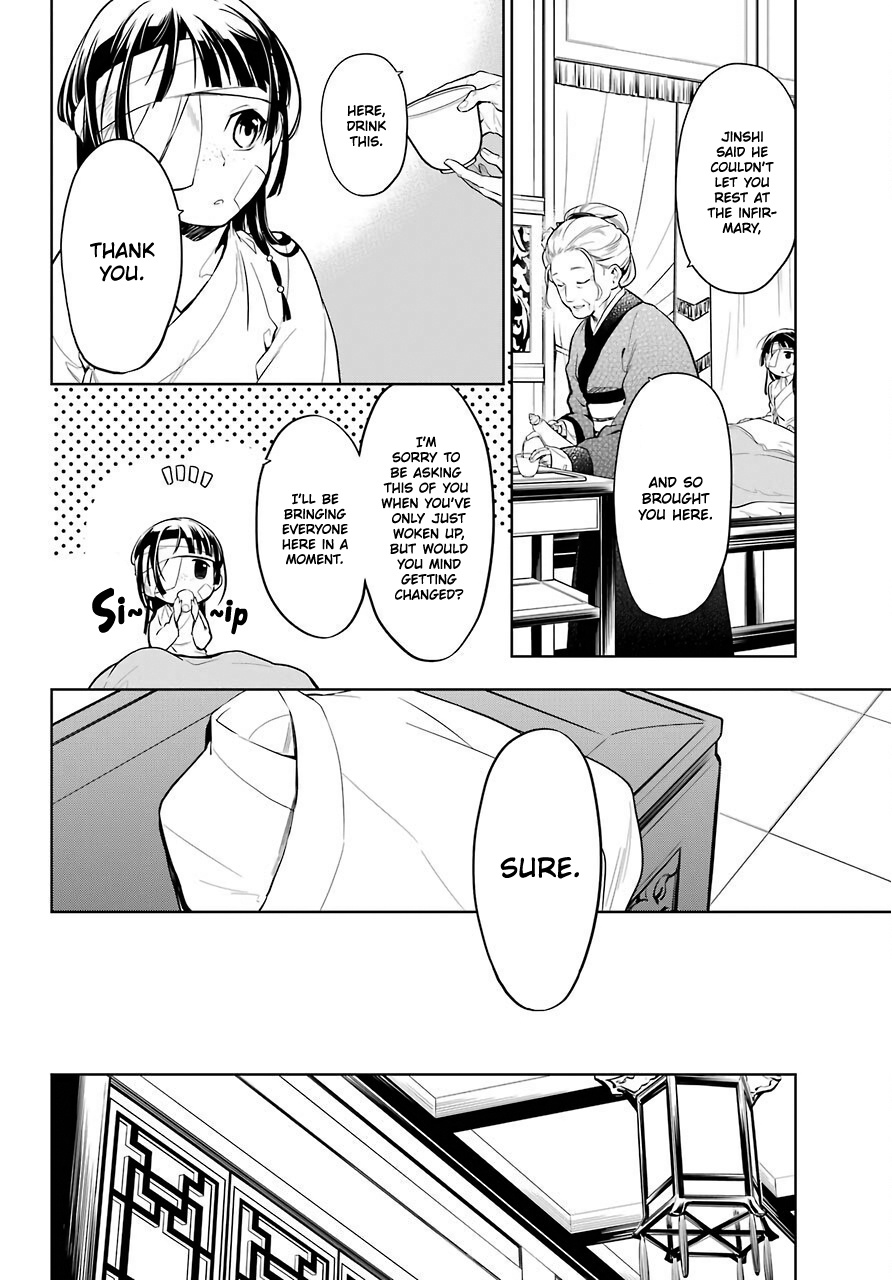 JINSHI
SAID HE
COULDN'T
LET YOU
REST AT
THE INFIR-
MARY,
AND SO
BROUGHT
YOU HERE.
HERE,
DRINK
THIS.
THANK
YOU.
I'M
SORRY TO
BE ASKING
THIS OF YOU
WHEN YOU'VE
ONLY JUST
WOKEN UP,
BUT WOULD
YOU MIND
GETTING
CHANGED?
I'LL BE
BRINGING
EVERYONE
HERE IN A
MOMENT.
Si~ ~ip
SURE.